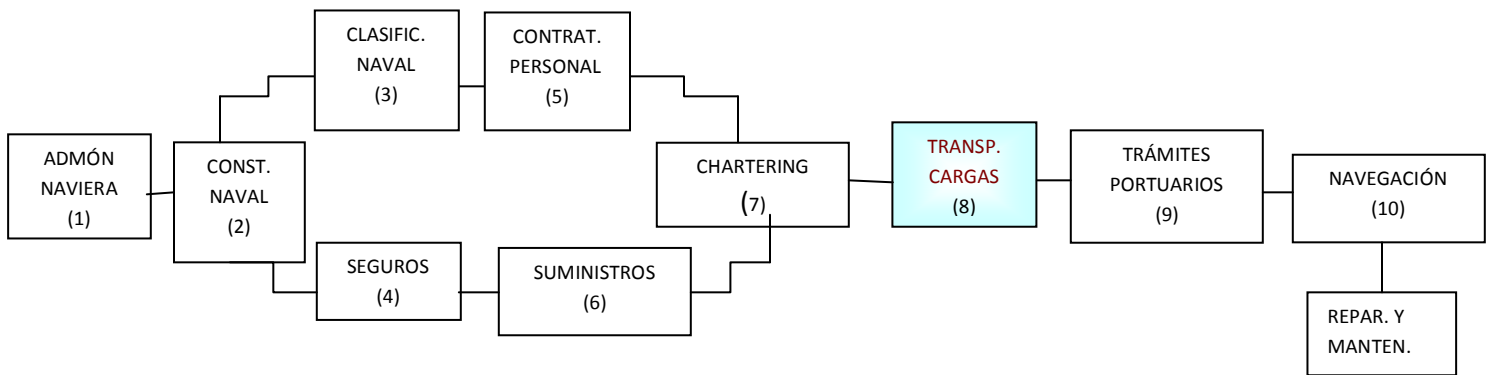 ADMÓN
NAVIERA
(1)
CONST.
NAVAL
(2)
CLASIFIC.
NAVAL
(3)
SEGUROS
(4)
CONTRAT.
PERSONAL
(5)
SUMINISTROS
(6)
CHARTERING
(7)
TRANSP.
CARGAS
(8)
TRÁMITES
PORTUARIOS
(9)
NAVEGACIÓN
(10)
REPAR. Y
MANTEN.